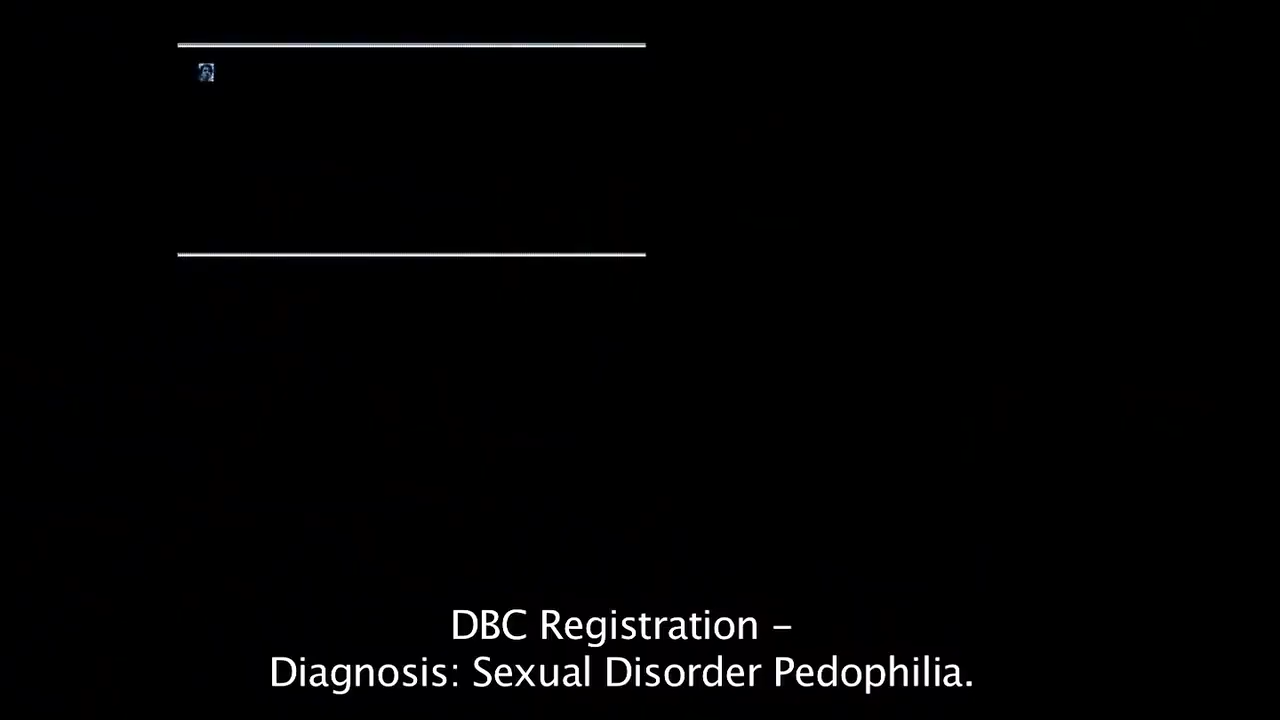 DBC Registration –
Diagnosis: Sexual Disorder Pedophilia.